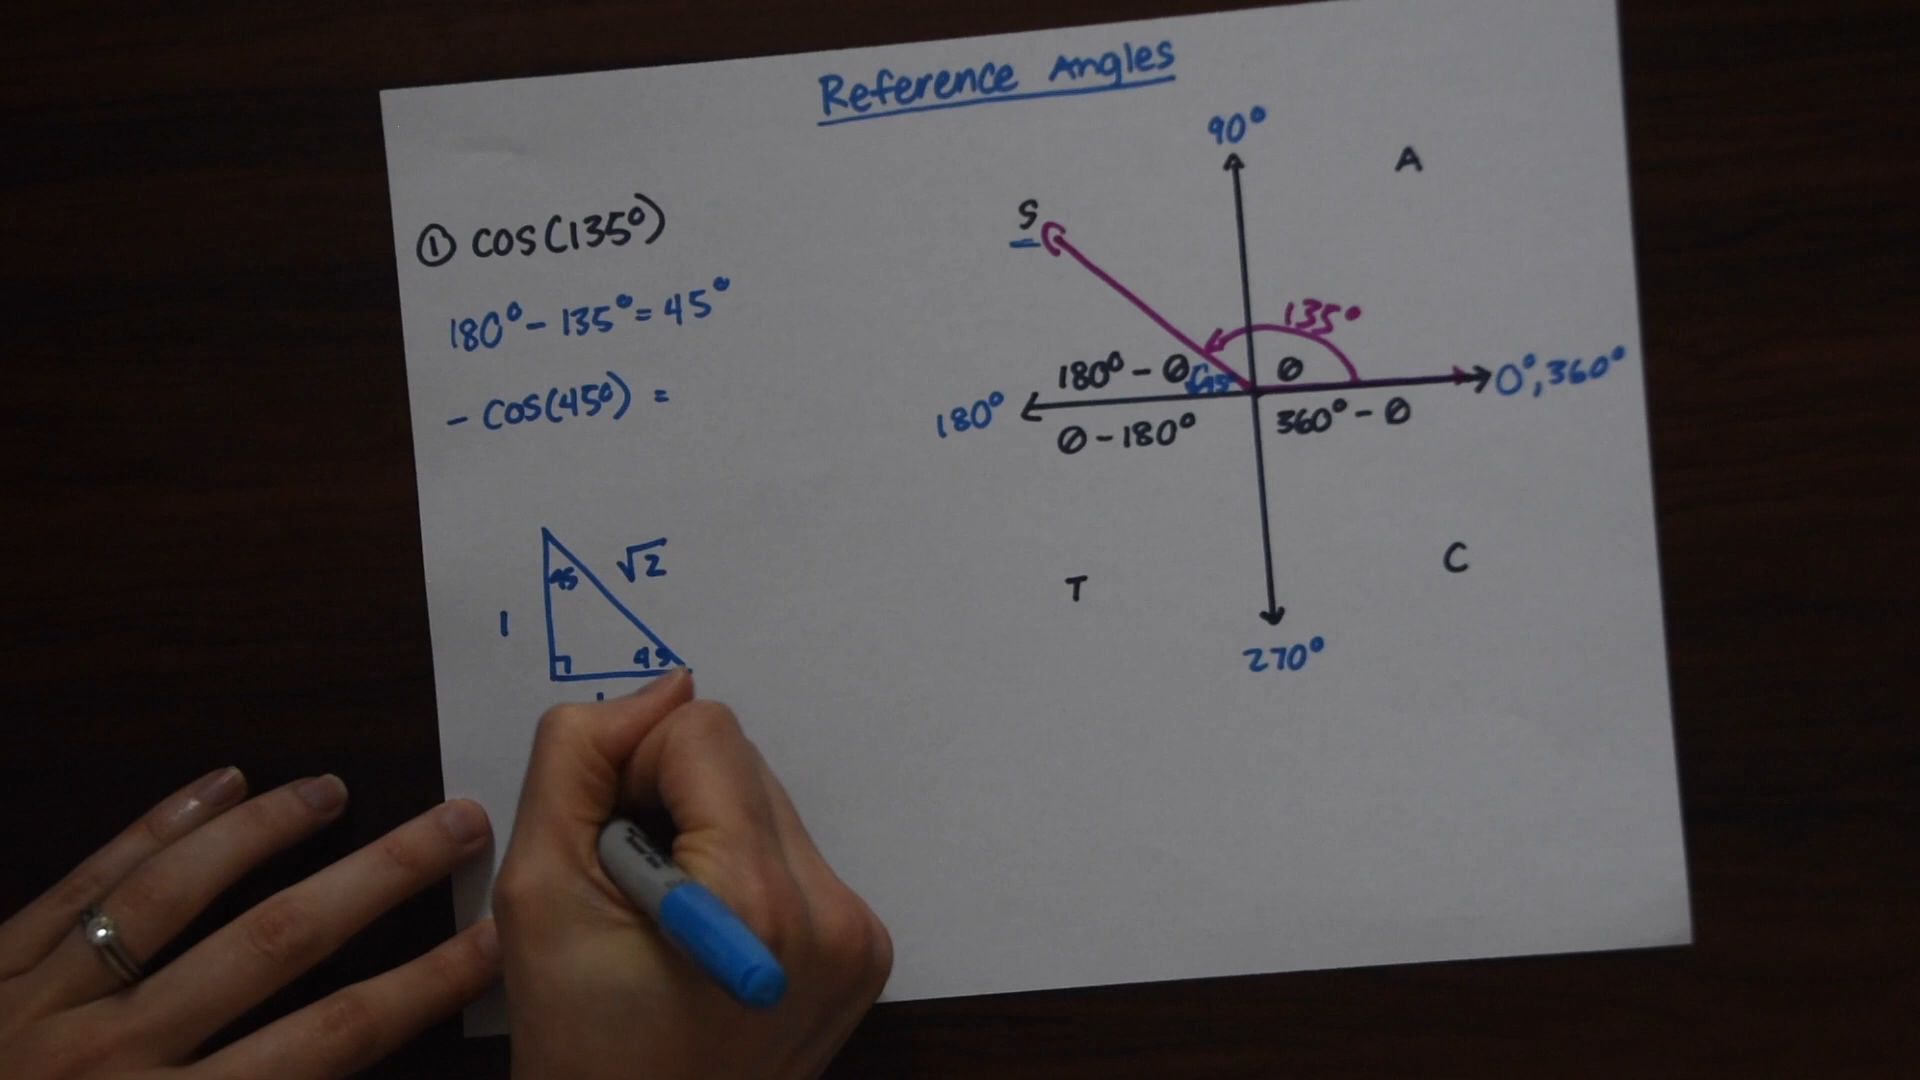 Reference Angles
① cos(135°)
180° - 135° = 45°
- cos(45°) =
45
√2
1
45
90°
A
S
135°
180° - θ
θ
0°, 360°
180°
θ - 180°
360° - θ
T
C
270°